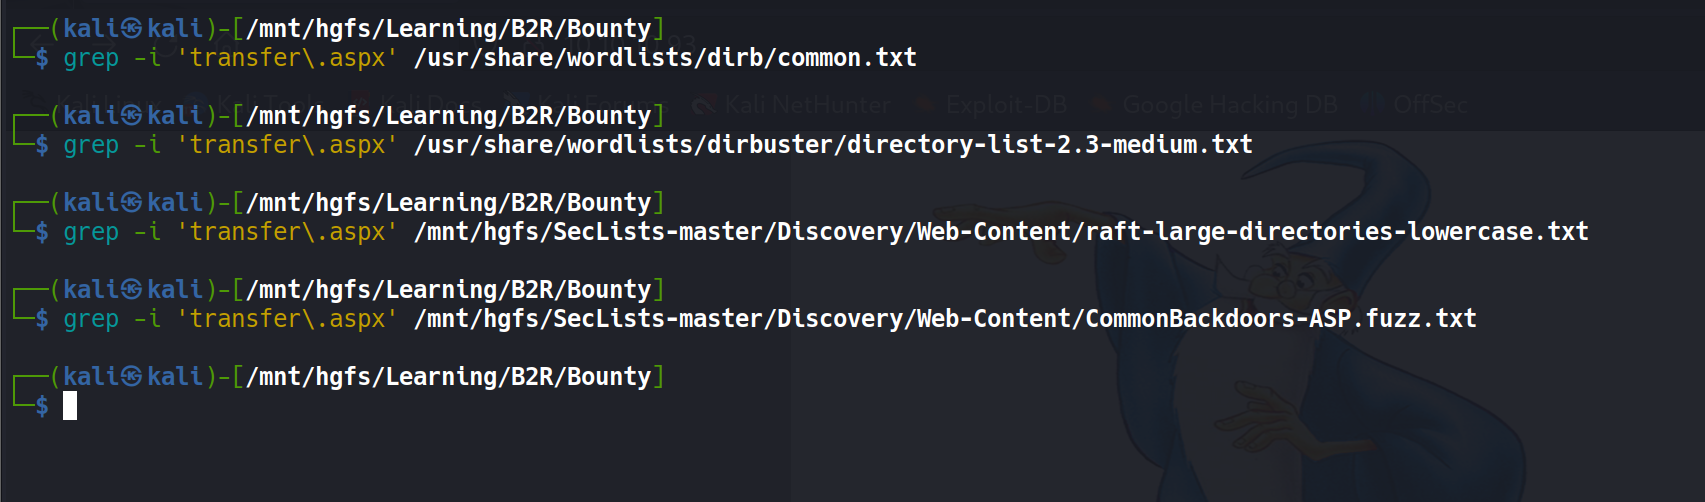 ┌──(kali㉿kali)-[/mnt/hgfs/Learning/B2R/Bounty]
└─$ grep -i 'transfer\.aspx' /usr/share/wordlists/dirb/common.txt
Kali NetHunter Exploit-DB Google Hacking DB OffSec
┌──(kali㉿kali)-[/mnt/hgfs/Learning/B2R/Bounty]
└─$ grep -i 'transfer\.aspx' /usr/share/wordlists/dirbuster/directory-list-2.3-medium.txt
┌──(kali㉿kali)-[/mnt/hgfs/Learning/B2R/Bounty]
└─$ grep -i 'transfer\.aspx' /mnt/hgfs/SecLists-master/Discovery/Web-Content/raft-large-directories-lowercase.txt
┌──(kali㉿kali)-[/mnt/hgfs/Learning/B2R/Bounty]
└─$ grep -i 'transfer\.aspx' /mnt/hgfs/SecLists-master/Discovery/Web-Content/CommonBackdoors-ASP.fuzz.txt
┌──(kali㉿kali)-[/mnt/hgfs/Learning/B2R/Bounty]
└─$